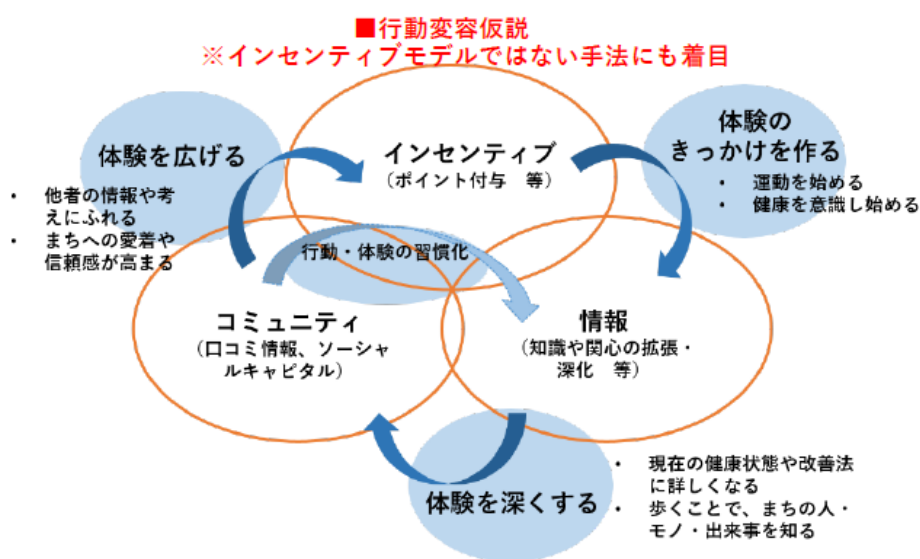 ■行動変容仮説
※インセンティブモデルではない手法にも着目
体験を広げる
• 他者の情報や考
えにふれる
• まちへの愛着や
信頼感が高まる
インセンティブ
（ポイント付与　等）
体験の
きっかけを作る
• 運動を始める
• 健康を意識し始める
行動・体験の習慣化
コミュニティ
（口コミ情報、ソーシャ
ルキャピタル）
情報
（知識や関心の拡張・
深化　等）
体験を深くする
• 現在の健康状態や改善法
に詳しくなる
• 歩くことで、まちの人・
モノ・出来事を知る